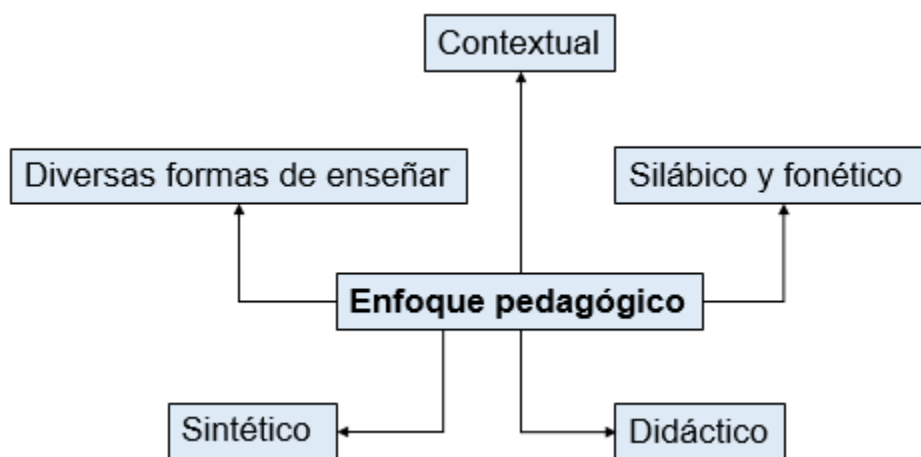 Contextual
Diversas formas de enseñar
Silábico y fonético
Enfoque pedagógico
Sintético
Didáctico